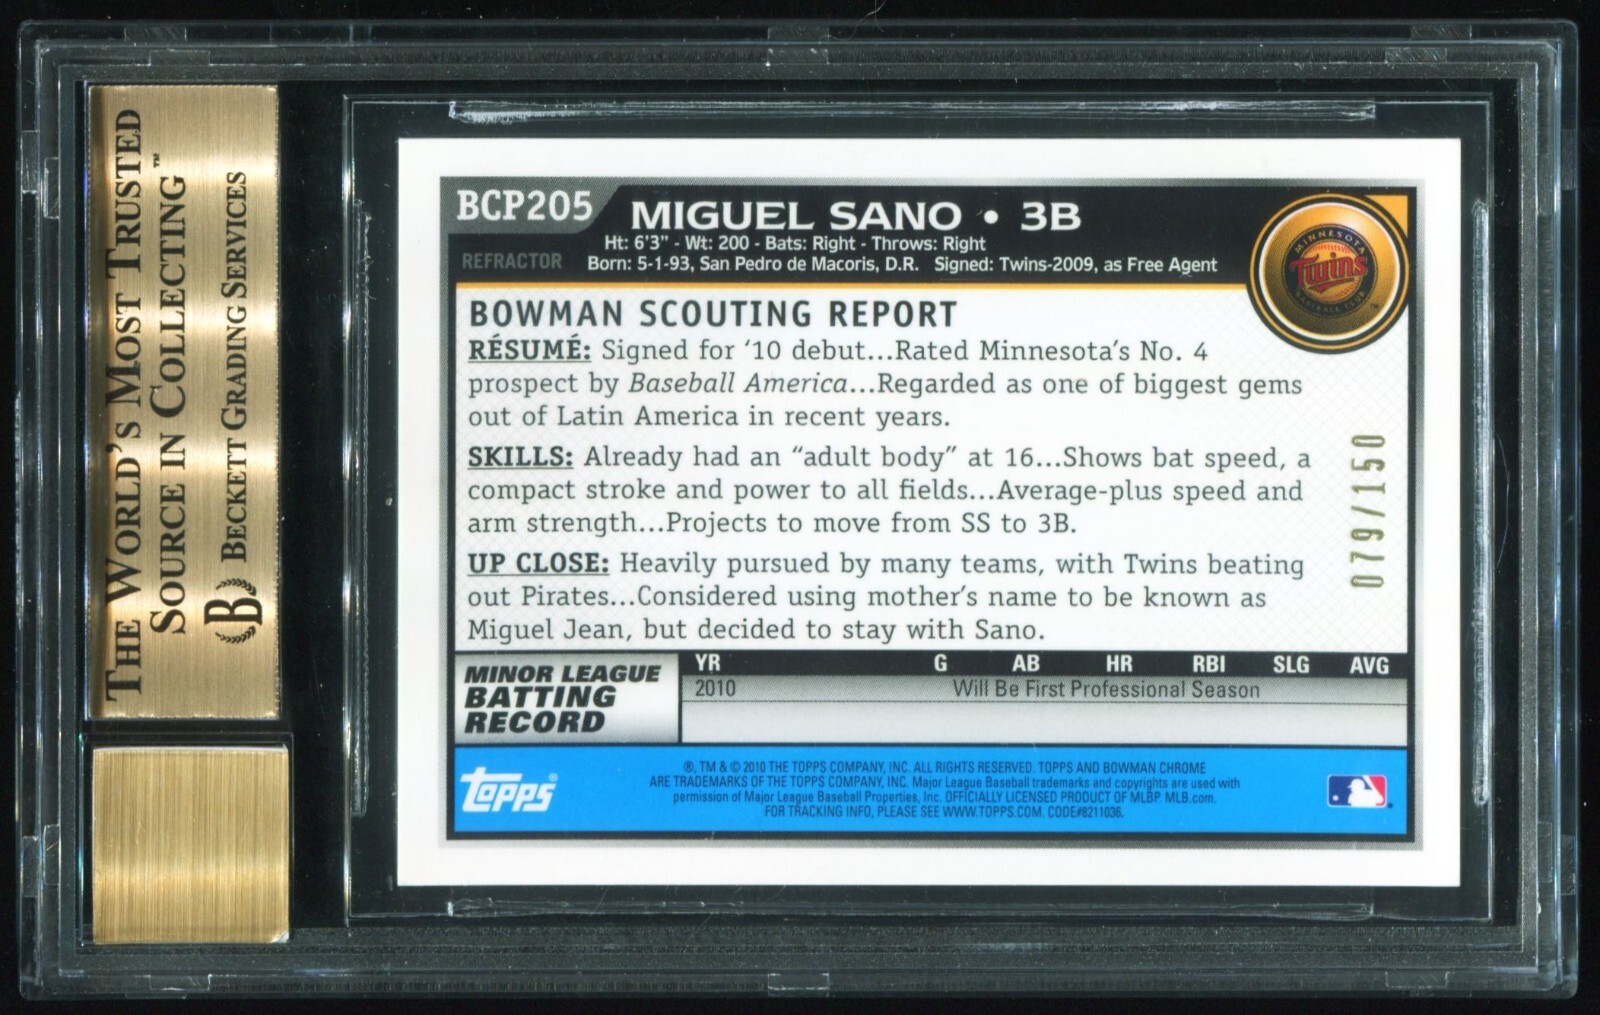 THE WORLD'S MOST TRUSTED
SOURCE IN COLLECTING™
B BECKETT GRADING SERVICES
BCP205
MIGUEL SANO • 3B
REFRACTOR
Ht: 6'3" - Wt: 200 - Bats: Right - Throws: Right
Born: 5-1-93, San Pedro de Macoris, D.R. Signed: Twins-2009, as Free Agent
MINNESOTA
Twins
BASEBALL CLUB
BOWMAN SCOUTING REPORT
RÉSUMÉ: Signed for '10 debut...Rated Minnesota's No. 4
prospect by Baseball America...Regarded as one of biggest gems
out of Latin America in recent years.
SKILLS: Already had an "adult body" at 16...Shows bat speed, a
compact stroke and power to all fields...Average-plus speed and
arm strength...Projects to move from SS to 3B.
UP CLOSE: Heavily pursued by many teams, with Twins beating
out Pirates...Considered using mother's name to be known as
Miguel Jean, but decided to stay with Sano.
079/150
MINOR LEAGUE
BATTING
RECORD
YR G AB HR RBI SLG AVG
2010 Will Be First Professional Season
Topps®
®, TM & © 2010 THE TOPPS COMPANY, INC. ALL RIGHTS RESERVED. TOPPS AND BOWMAN CHROME
ARE TRADEMARKS OF THE TOPPS COMPANY, INC. Major League Baseball trademarks and copyrights are used with
permission of Major League Baseball Properties, Inc. OFFICIALLY LICENSED PRODUCT OF MLBP. MLB.com.
FOR TRACKING INFO, PLEASE SEE WWW.TOPPS.COM. CODE#8211036.